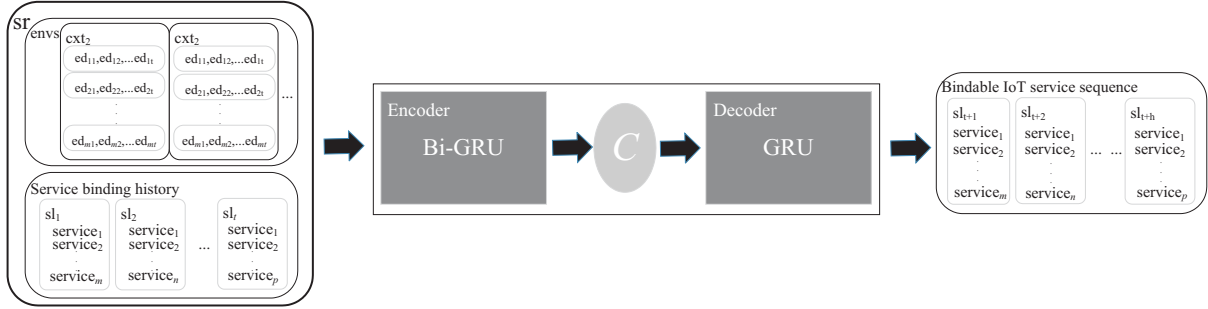 sr
envs
cxt₂ cxt₂
ed₁₁,ed₁₂,...ed₁ₜ ed₁₁,ed₁₂,...ed₁ₜ
ed₂₁,ed₂₂,...ed₂ₜ ed₂₁,ed₂₂,...ed₂ₜ
...
edₘ₁,edₘ₂,...edₘₜ edₘ₁,edₘ₂,...edₘₜ
Service binding history
sl₁ sl₂ slₜ
service₁ service₁ service₁
service₂ service₂ ... service₂
serviceₘ serviceₙ serviceₚ
Encoder
Bi-GRU
C
Decoder
GRU
Bindable IoT service sequence
slₜ₊₁ slₜ₊₂ slₜ₊ₕ
service₁ service₁ service₁
service₂ service₂ ... ... service₂
serviceₘ serviceₙ serviceₚ